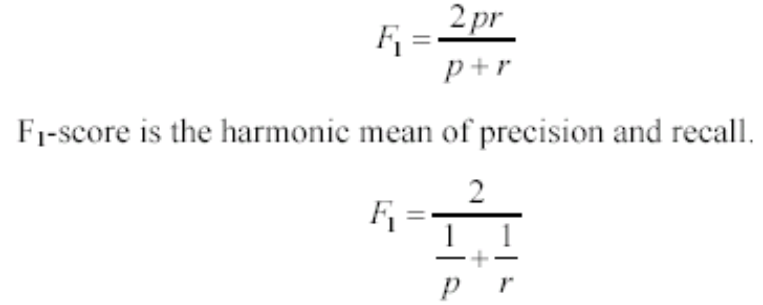 F₁ = 2pr / p + r
F₁-score is the harmonic mean of precision and recall.
F₁ = 2 / 1/p + 1/r